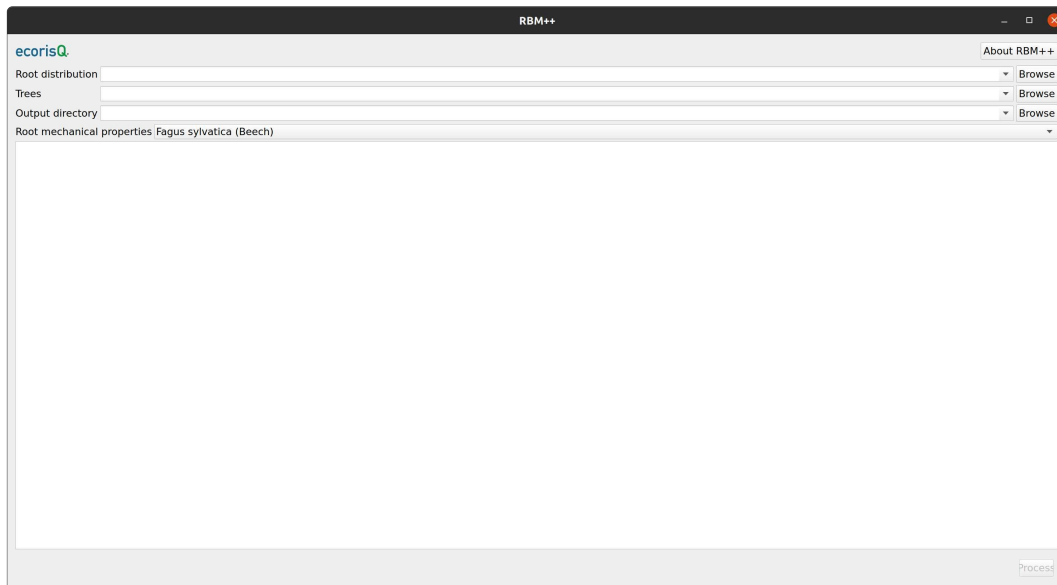 RBM++
ecorisQ
About RBM++
Root distribution Browse
Trees Browse
Output directory Browse
Root mechanical properties Fagus sylvatica (Beech)
Process